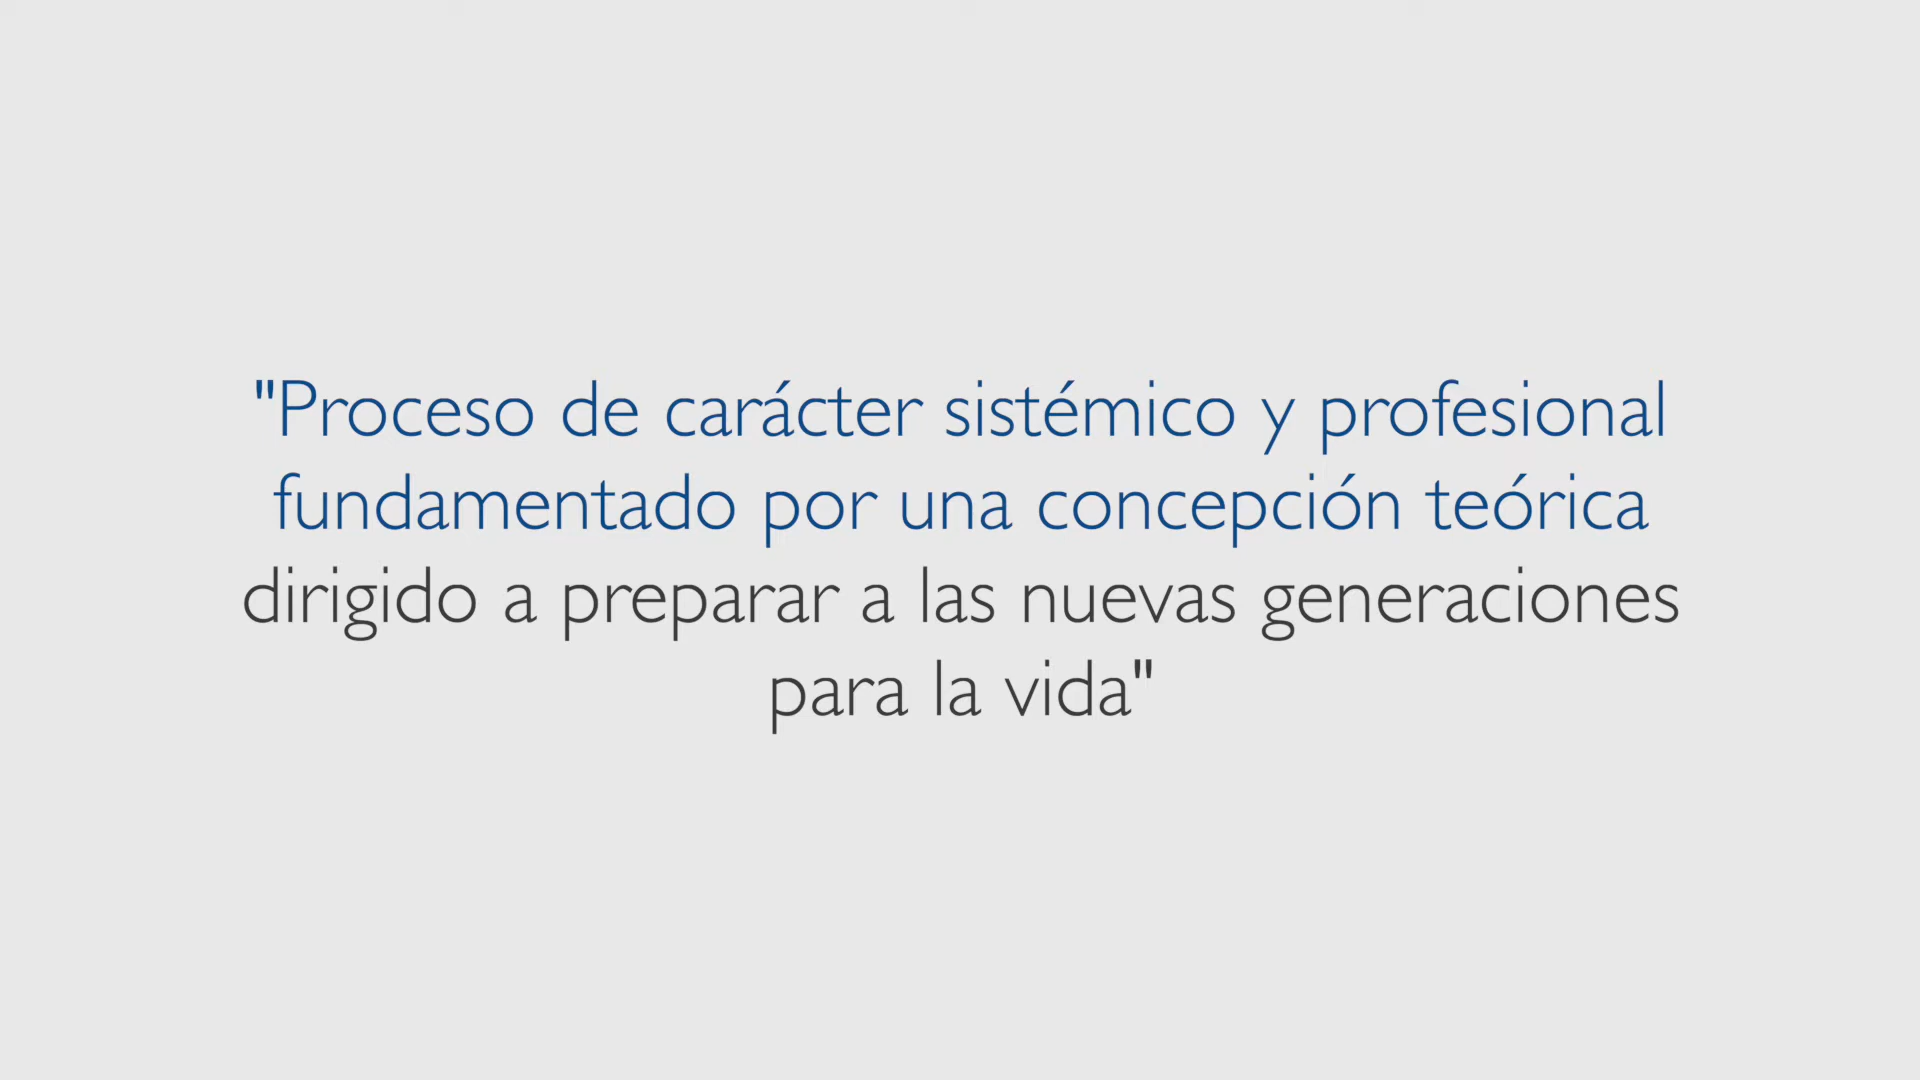 "Proceso de carácter sistémico y profesional
fundamentado por una concepción teórica
dirigido a preparar a las nuevas generaciones
para la vida"